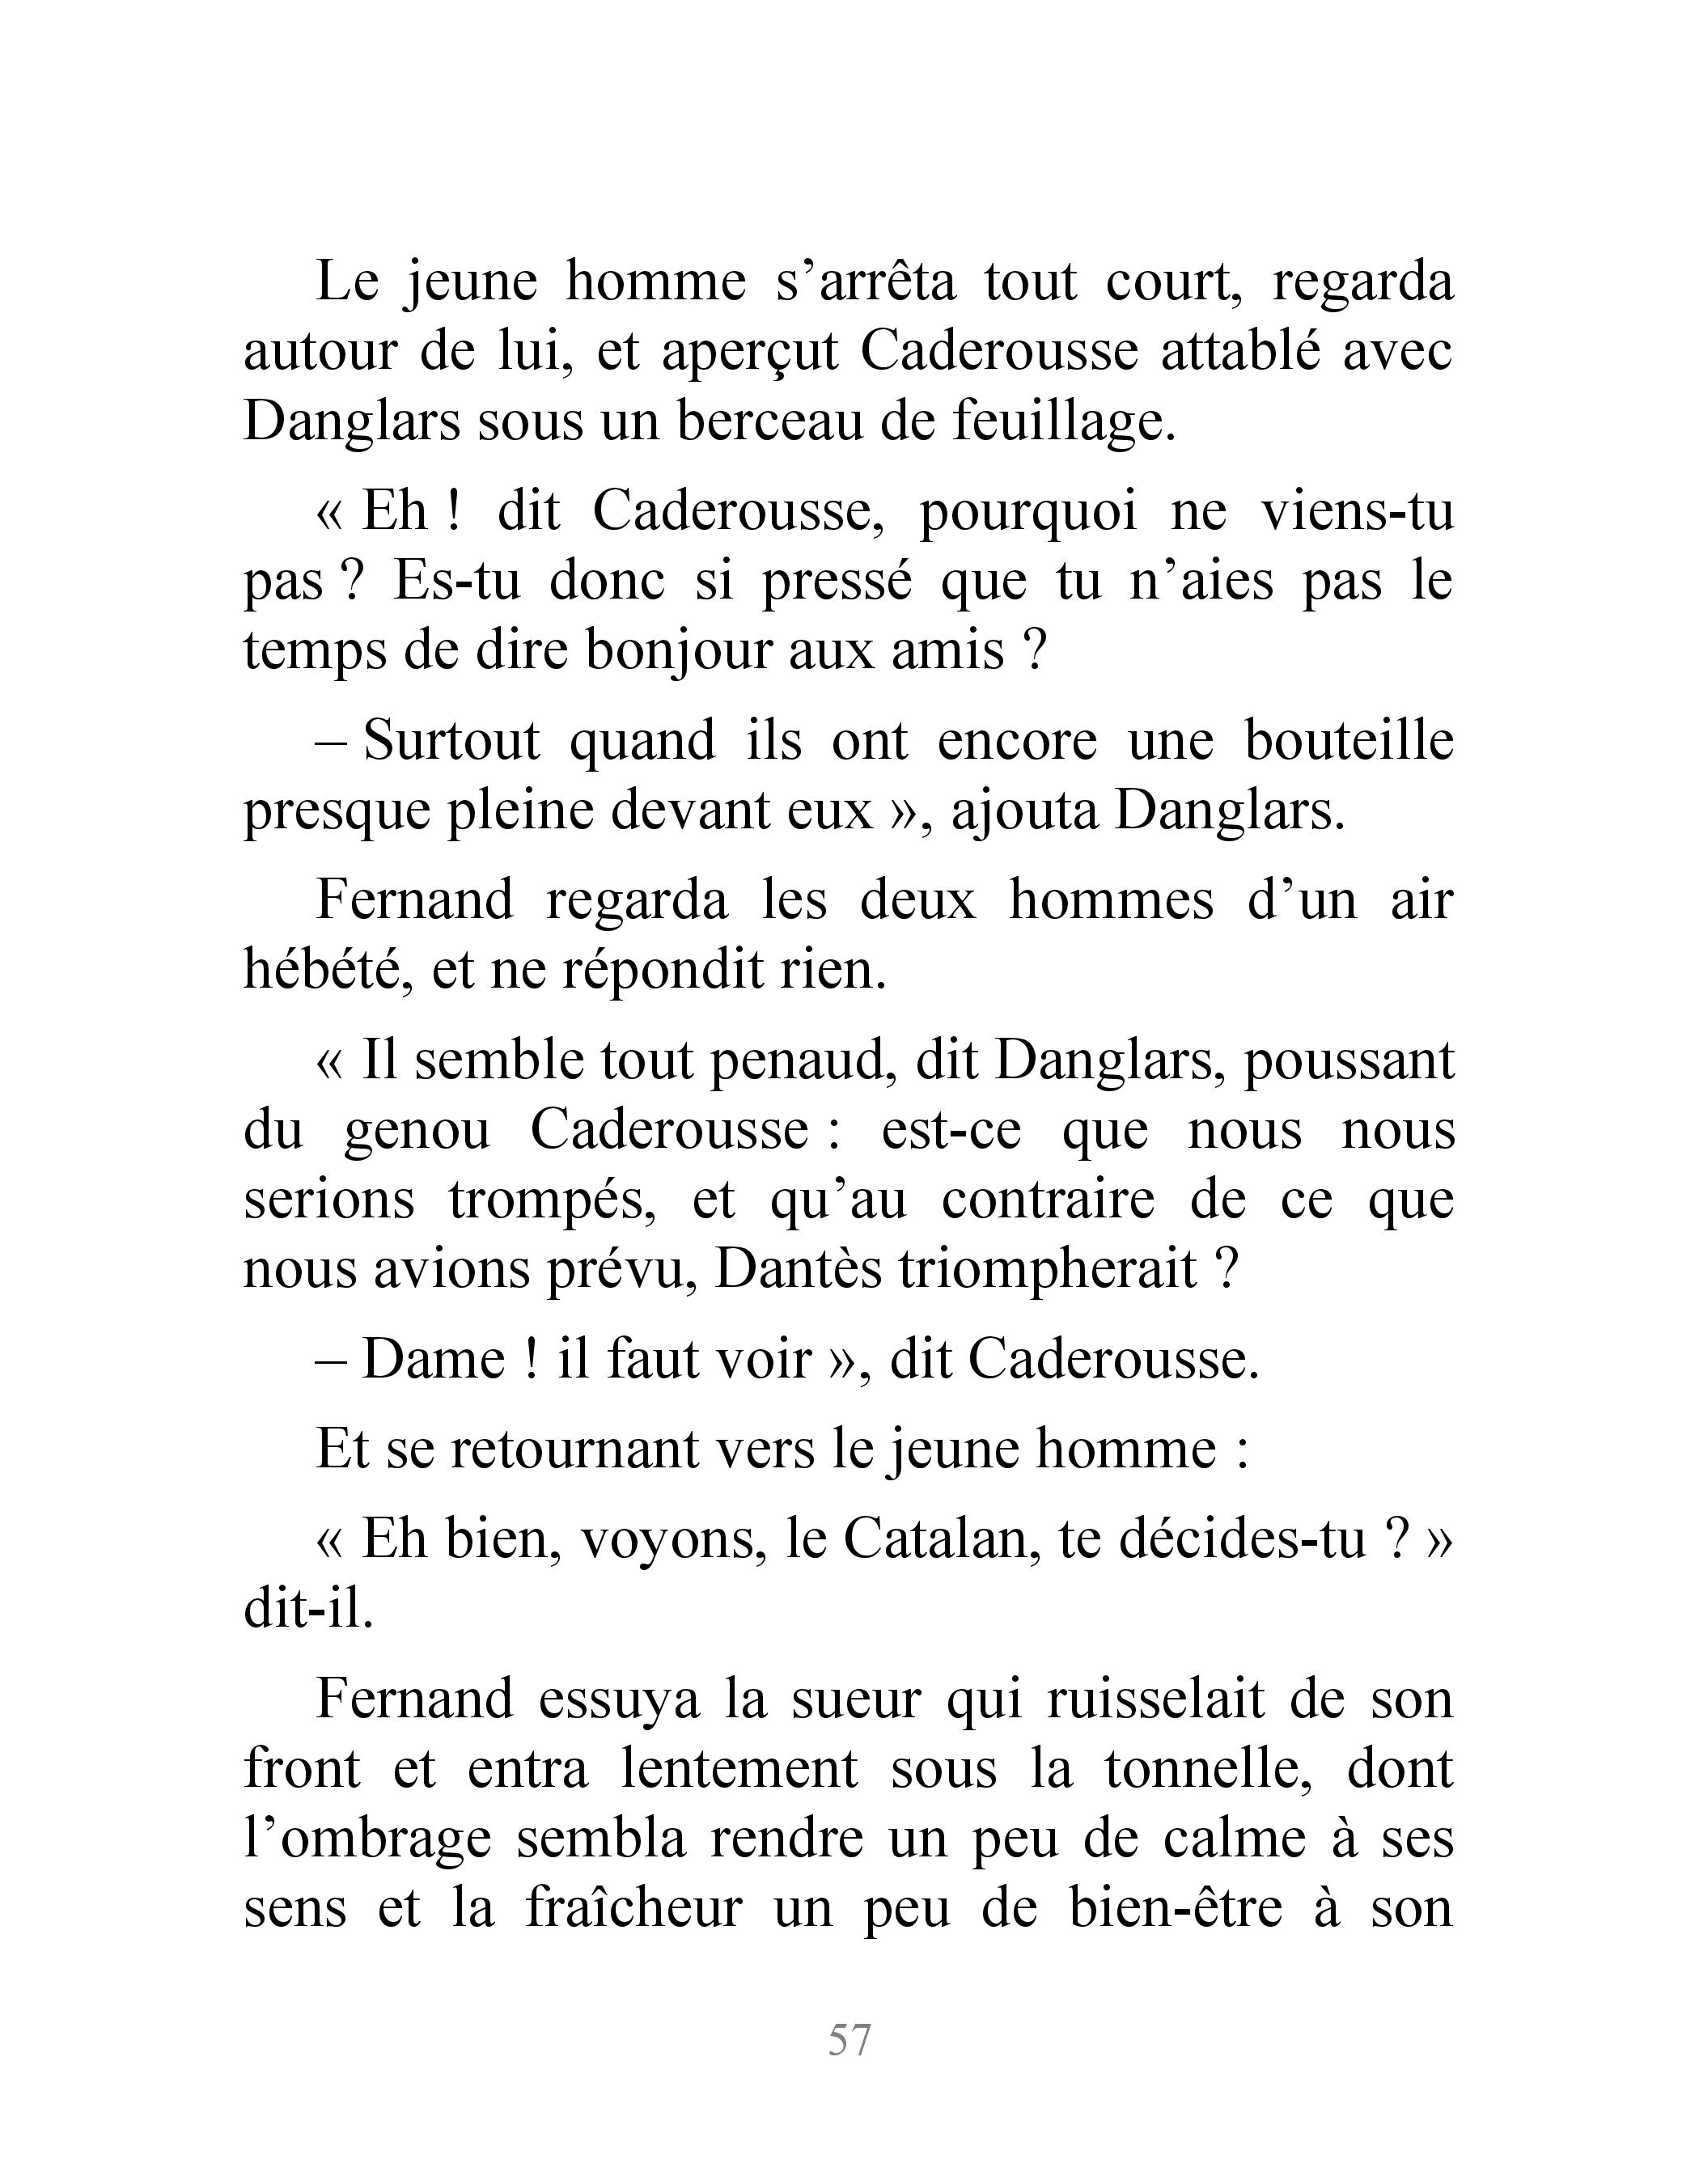 Le jeune homme s’arrêta tout court, regarda
autour de lui, et aperçut Caderousse attablé avec
Danglars sous un berceau de feuillage.
« Eh ! dit Caderousse, pourquoi ne viens-tu
pas ? Es-tu donc si pressé que tu n’aies pas le
temps de dire bonjour aux amis ?
– Surtout quand ils ont encore une bouteille
presque pleine devant eux », ajouta Danglars.
Fernand regarda les deux hommes d’un air
hébété, et ne répondit rien.
« Il semble tout penaud, dit Danglars, poussant
du genou Caderousse : est-ce que nous nous
serions trompés, et qu’au contraire de ce que
nous avions prévu, Dantès triompherait ?
– Dame ! il faut voir », dit Caderousse.
Et se retournant vers le jeune homme :
« Eh bien, voyons, le Catalan, te décides-tu ? »
dit-il.
Fernand essuya la sueur qui ruisselait de son
front et entra lentement sous la tonnelle, dont
l’ombrage sembla rendre un peu de calme à ses
sens et la fraîcheur un peu de bien-être à son
57